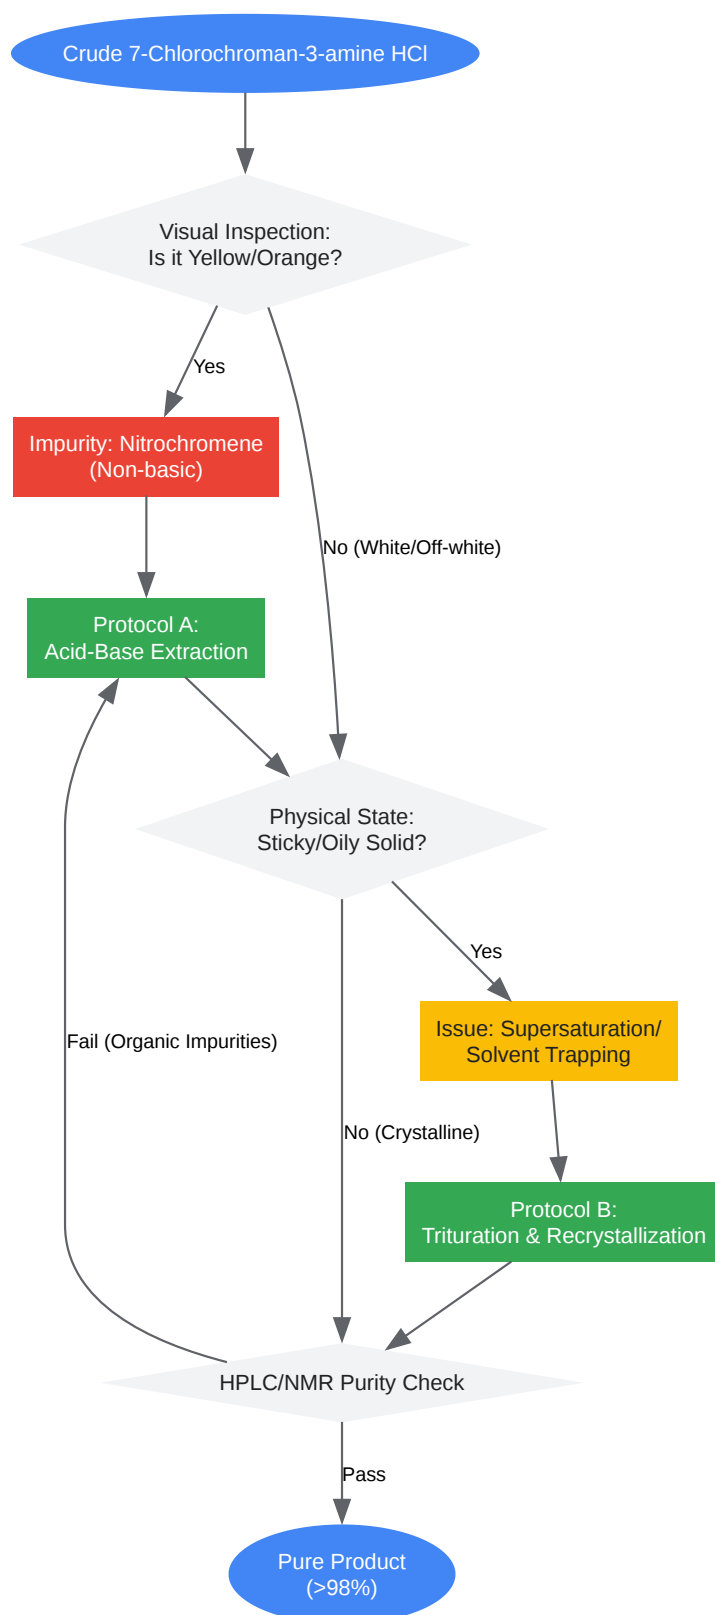 Crude 7-Chlorochroman-3-amine HCl
Visual Inspection:
Is it Yellow/Orange?
Yes
Impurity: Nitrochromene
(Non-basic)
No (White/Off-white)
Protocol A:
Acid-Base Extraction
Physical State:
Sticky/Oily Solid?
Yes
Issue: Supersaturation/
Solvent Trapping
Fail (Organic Impurities)
No (Crystalline)
Protocol B:
Trituration & Recrystallization
HPLC/NMR Purity Check
Pass
Pure Product
(>98%)